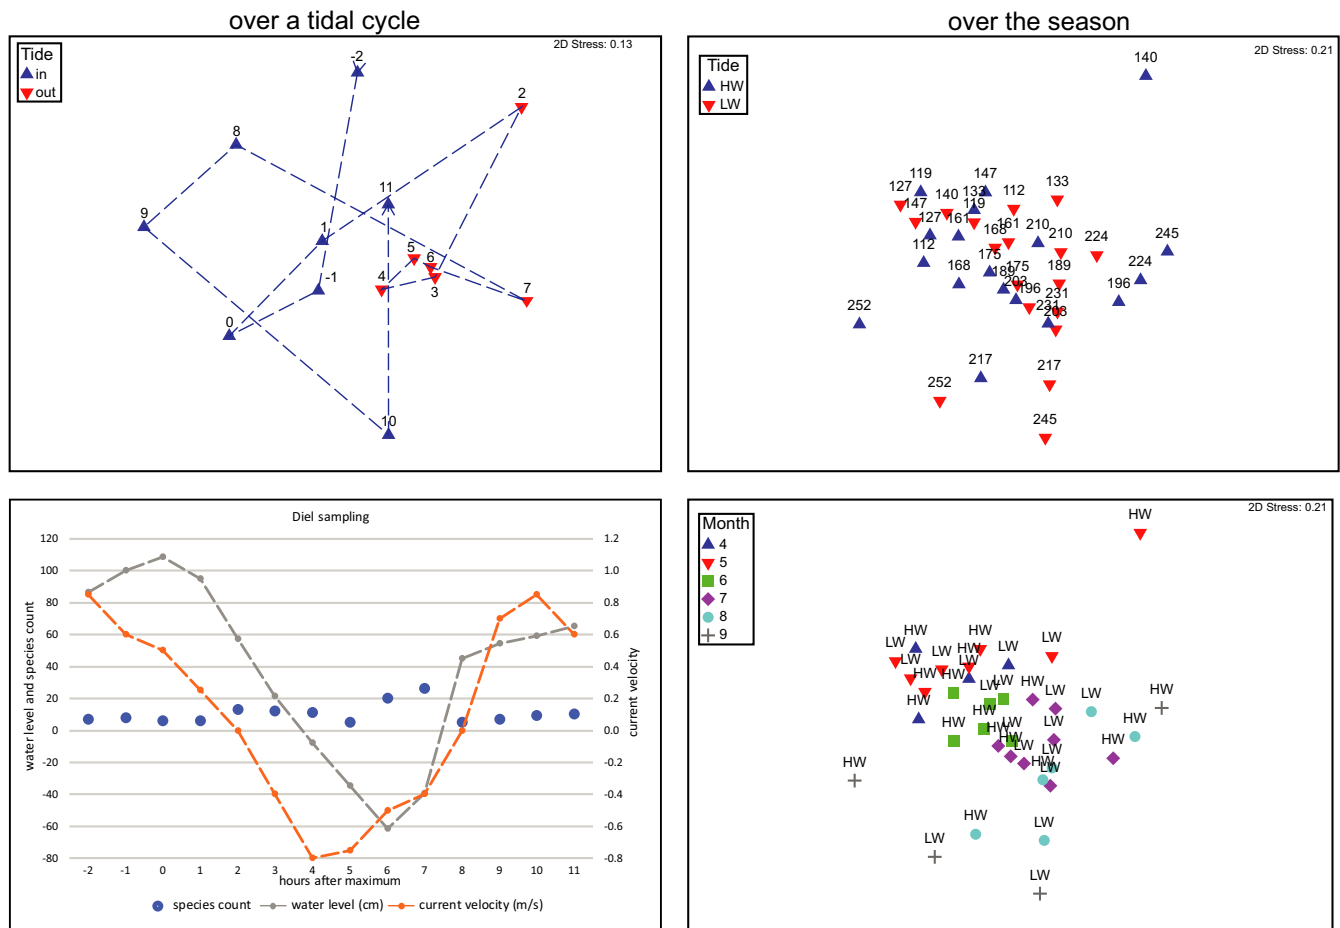 over a tidal cycle
over the season
2D Stress: 0.13
Tide
in
out
-2
2
8
11
9
1
5
6
-1
4
3
7
0
10
2D Stress: 0.21
Tide
HW
LW
140
119
147
127
140
133
112
133
147
119
127
161
161
210
168
210
224
245
112
175
175
189
224
168
189
203
196
231
196
231
203
252
217
217
252
245
Diel sampling
water level and species count
120
100
80
60
40
20
0
-20
-40
-60
-80
1.2
1.0
0.8
0.6
0.4
0.2
0.0
-0.2
-0.4
-0.6
-0.8
current velocity
-2 -1 0 1 2 3 4 5 6 7 8 9 10 11
hours after maximum
species count water level (cm) current velocity (m/s)
2D Stress: 0.21
Month
4
5
6
7
8
9
HW
HW
LW
LW
LW
HW
HW
LW
LW
LW
HW
HW
HW
LW
LW
HW
LW
LW
HW
HW
HW
LW
HW
HW
HW
LW
HW
HW
LW
LW
HW
LW
HW
HW
LW
LW
LW